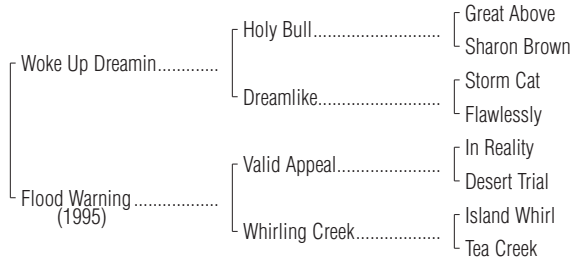 Great Above
Holy Bull
Sharon Brown
Woke Up Dreamin
Storm Cat
Dreamlike
Flawlessly
In Reality
Valid Appeal
Desert Trial
Flood Warning
(1995)
Island Whirl
Whirling Creek
Tea Creek